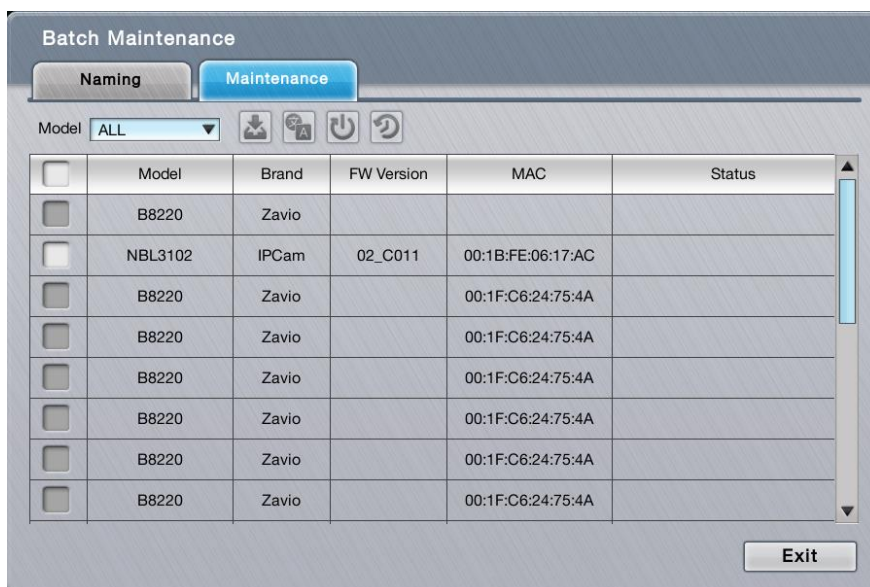 Batch Maintenance
Naming Maintenance
Model ALL
Model Brand FW Version MAC Status
B8220 Zavio
NBL3102 IPCam 02_C011 00:1B:FE:06:17:AC
B8220 Zavio 00:1F:C6:24:75:4A
B8220 Zavio 00:1F:C6:24:75:4A
B8220 Zavio 00:1F:C6:24:75:4A
B8220 Zavio 00:1F:C6:24:75:4A
B8220 Zavio 00:1F:C6:24:75:4A
B8220 Zavio 00:1F:C6:24:75:4A
Exit